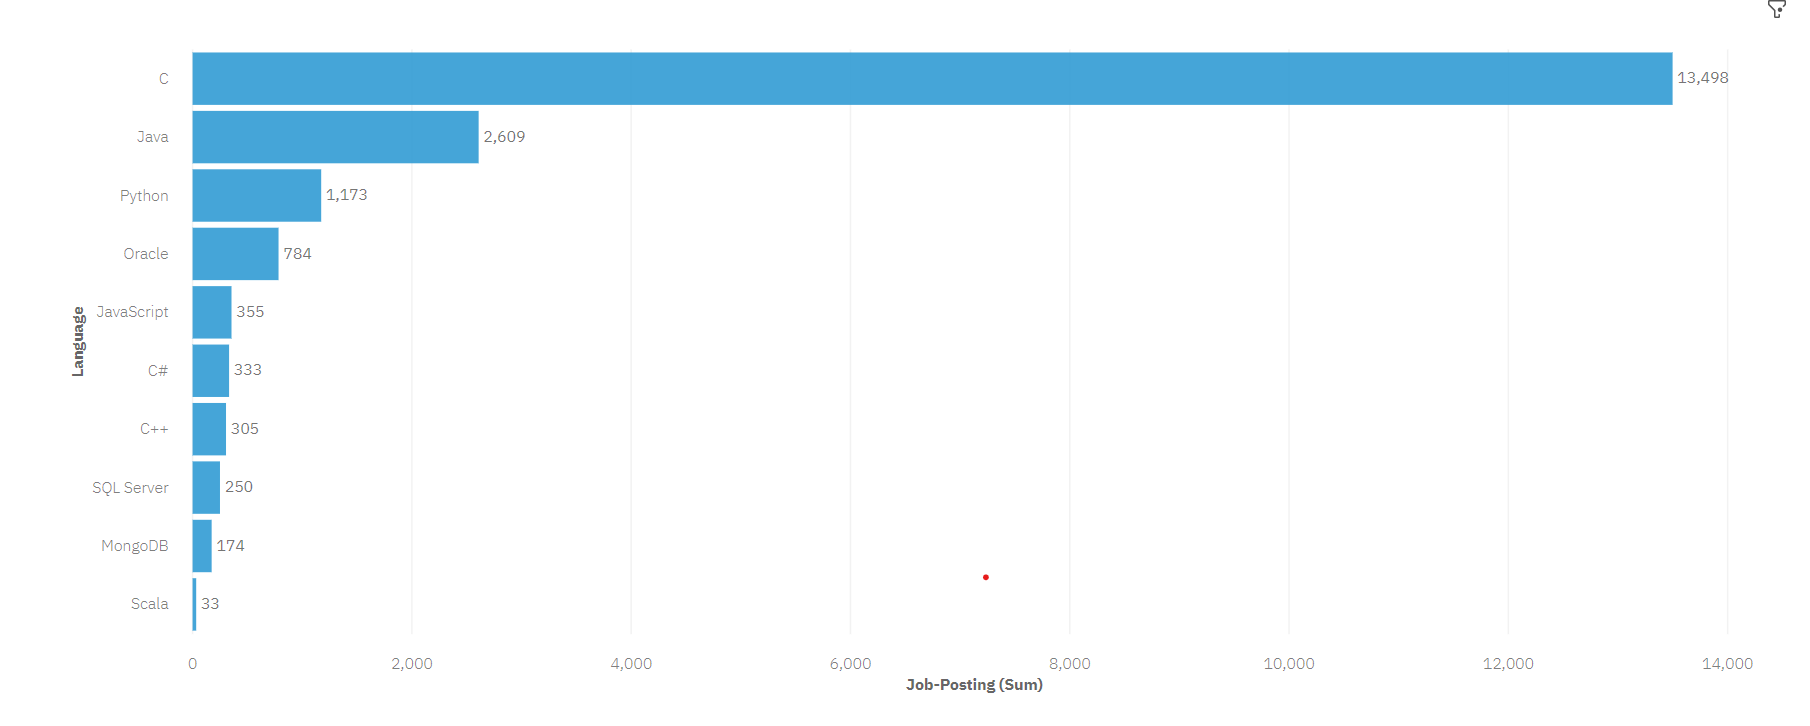 C 13,498
Java 2,609
Python 1,173
Oracle 784
JavaScript 355
C# 333
C++ 305
SQL Server 250
MongoDB 174
Scala 33
Language
0 2,000 4,000 6,000 8,000 10,000 12,000 14,000
Job-Posting (Sum)